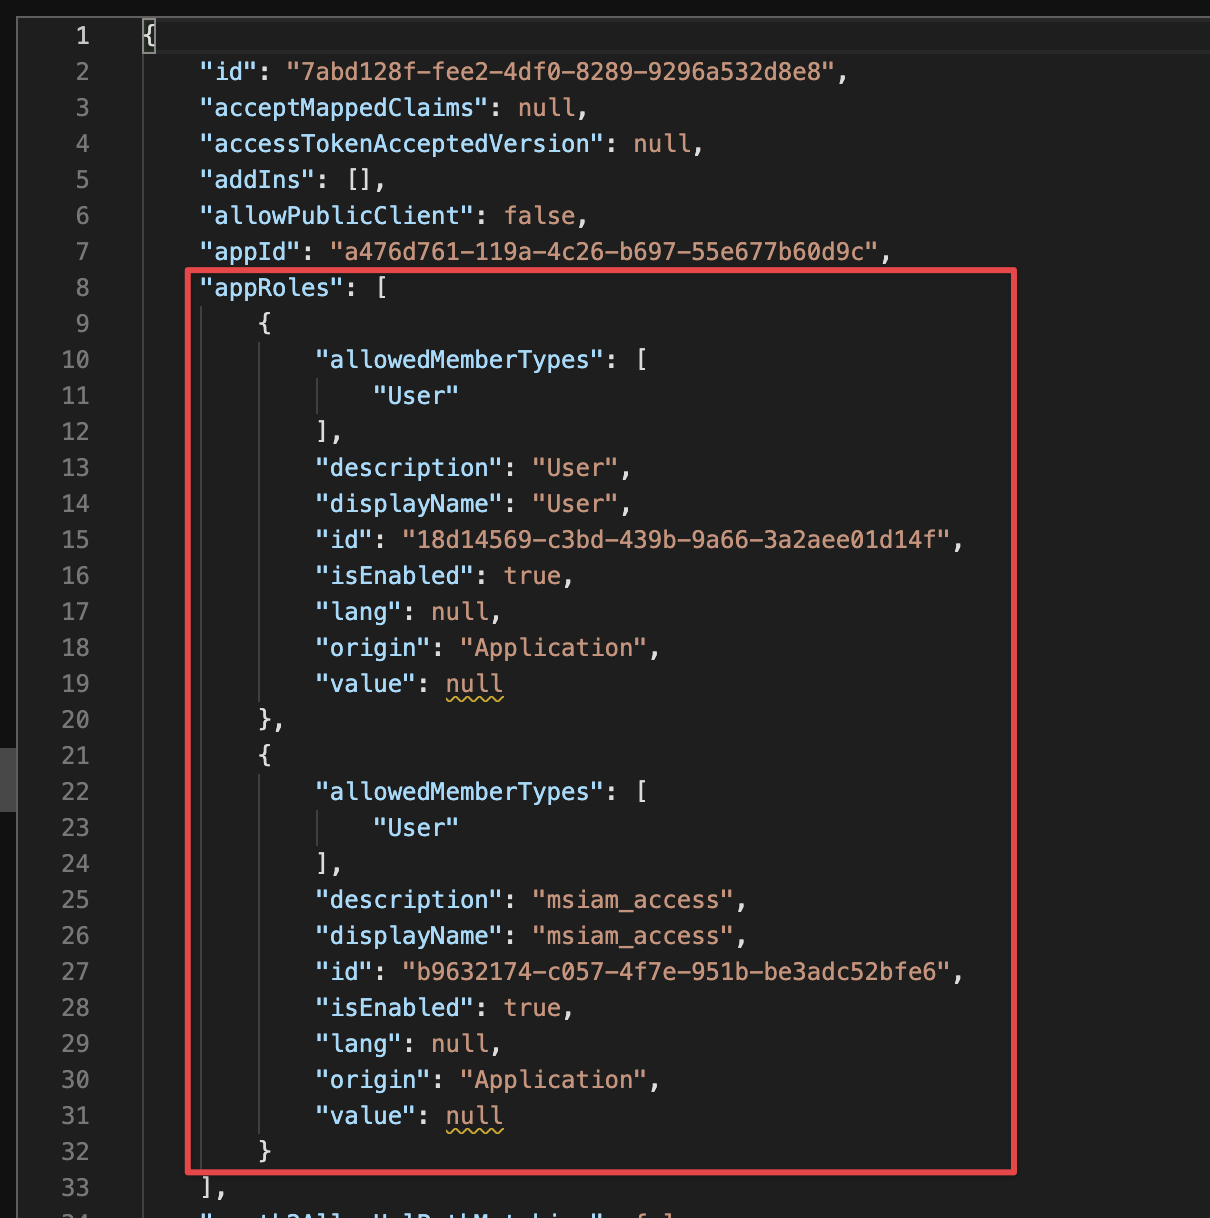 1 {
2 "id": "7abd128f-fee2-4df0-8289-9296a532d8e8",
3 "acceptMappedClaims": null,
4 "accessTokenAcceptedVersion": null,
5 "addIns": [],
6 "allowPublicClient": false,
7 "appId": "a476d761-119a-4c26-b697-55e677b60d9c",
8 "appRoles": [
9 {
10 "allowedMemberTypes": [
11 "User"
12 ],
13 "description": "User",
14 "displayName": "User",
15 "id": "18d14569-c3bd-439b-9a66-3a2aee01d14f",
16 "isEnabled": true,
17 "lang": null,
18 "origin": "Application",
19 "value": null
20 },
21 {
22 "allowedMemberTypes": [
23 "User"
24 ],
25 "description": "msiam_access",
26 "displayName": "msiam_access",
27 "id": "b9632174-c057-4f7e-951b-be3adc52bfe6",
28 "isEnabled": true,
29 "lang": null,
30 "origin": "Application",
31 "value": null
32 }
33 ],